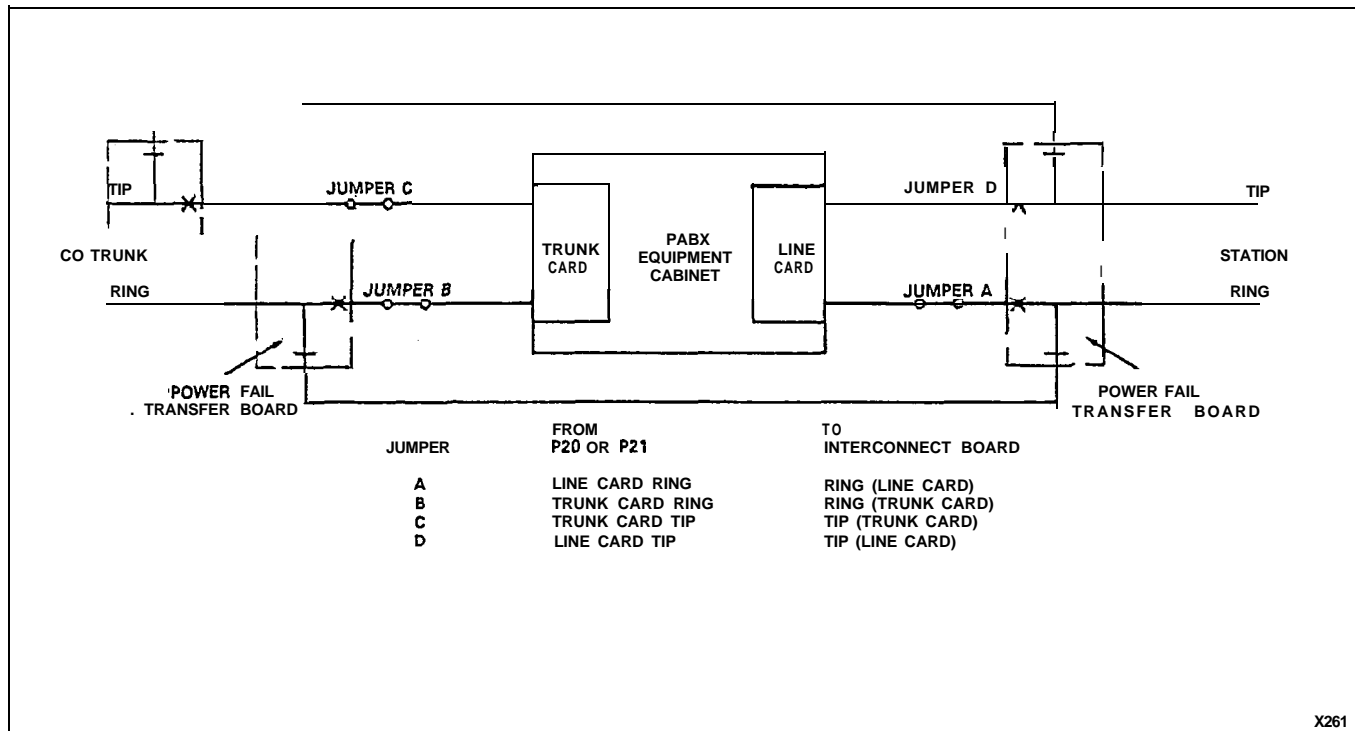 TIP JUMPER C JUMPER D TIP
CO TRUNK TRUNK CARD PABX EQUIPMENT CABINET LINE CARD STATION
RING JUMPER B JUMPER A RING
POWER FAIL
. TRANSFER BOARD
POWER FAIL
TRANSFER BOARD
JUMPER FROM P20 OR P21 TO INTERCONNECT BOARD
A LINE CARD RING RING (LINE CARD)
B TRUNK CARD RING RING (TRUNK CARD)
C TRUNK CARD TIP TIP (TRUNK CARD)
D LINE CARD TIP TIP (LINE CARD)
X261